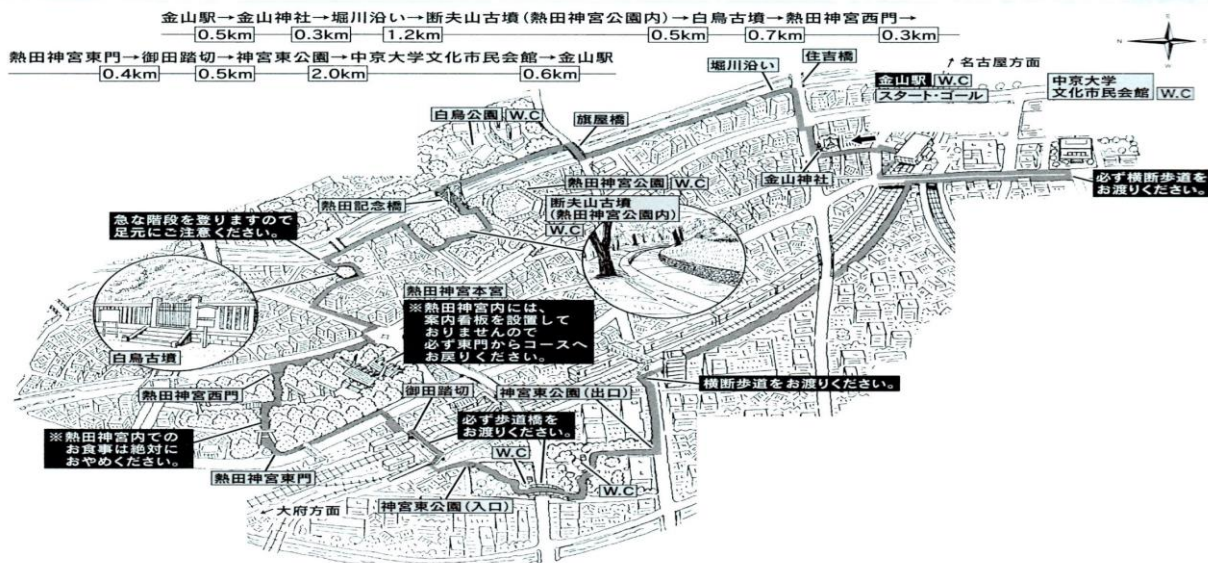 金山駅→金山神社→堀川沿い→断夫山古墳(熱田神宮公園内)→白鳥古墳→熱田神宮西門→
0.5km 0.3km 1.2km 0.5km 0.7km 0.3km
熱田神宮東門→御田踏切→神宮東公園→中京大学文化市民会館→金山駅
0.4km 0.5km 2.0km 0.6km
堀川沿い
住吉橋
名古屋方面
金山駅 W.C
スタート・ゴール
中京大学
文化市民会館 W.C
白鳥公園 W.C
旗屋橋
金山神社
必ず横断歩道を
お渡りください。
熱田神宮公園 W.C
熱田記念橋
断夫山古墳
(熱田神宮公園内)
W.C
急な階段を登りますので
足元にご注意ください。
白鳥古墳
熱田神宮本宮
※熱田神宮内には、
案内看板を設置して
おりませんので
必ず東門からコースへ
お戻りください。
熱田神宮西門
御田踏切
神宮東公園(出口)
横断歩道をお渡りください。
必ず歩道橋を
お渡りください。
※熱田神宮内での
お食事は絶対に
おやめください。
W.C
W.C
熱田神宮東門
神宮東公園(入口)
大府方面